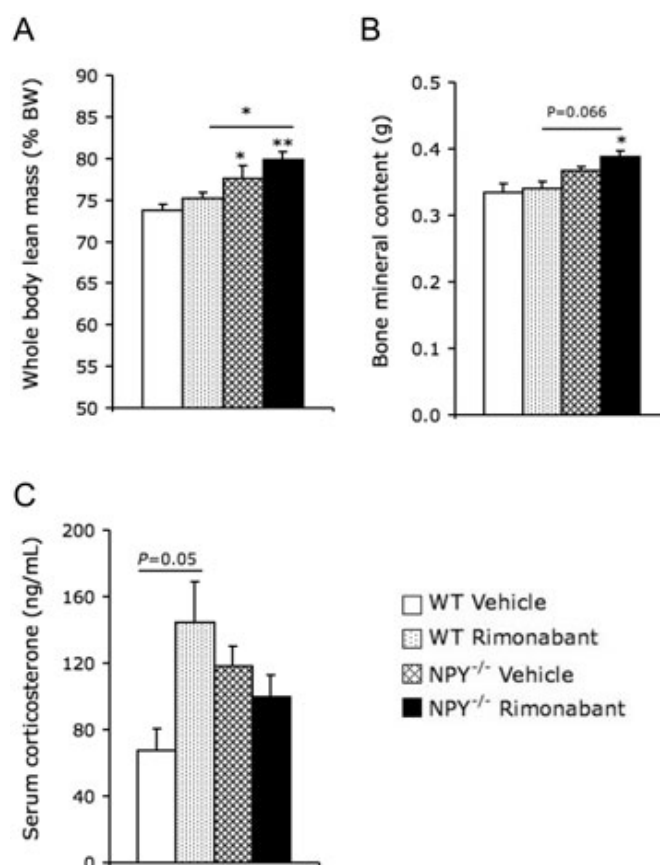 A
Whole body lean mass (% BW)
90
85
80
75
70
65
60
55
50
*
*
**
B
Bone mineral content (g)
0.5
0.4
0.3
0.2
0.1
0.0
P=0.066
*
C
Serum corticosterone (ng/mL)
200
160
120
80
40
0
P=0.05
WT Vehicle
WT Rimonabant
NPY⁻/⁻ Vehicle
NPY⁻/⁻ Rimonabant